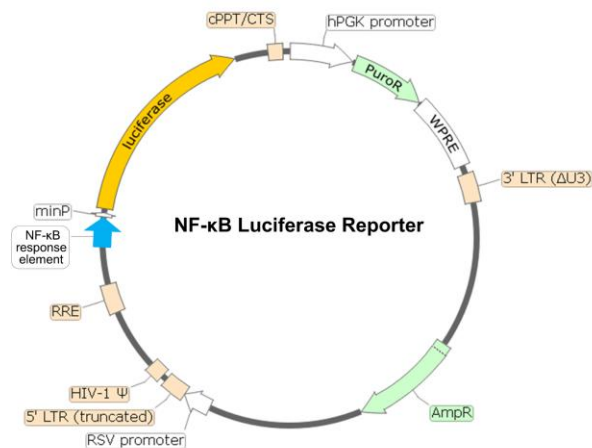 cPPT/CTS
hPGK promoter
PuroR
WPRE
3' LTR (ΔU3)
luciferase
minP
NF-κB
response
element
NF-κB Luciferase Reporter
RRE
HIV-1 Ψ
5' LTR (truncated)
RSV promoter
AmpR